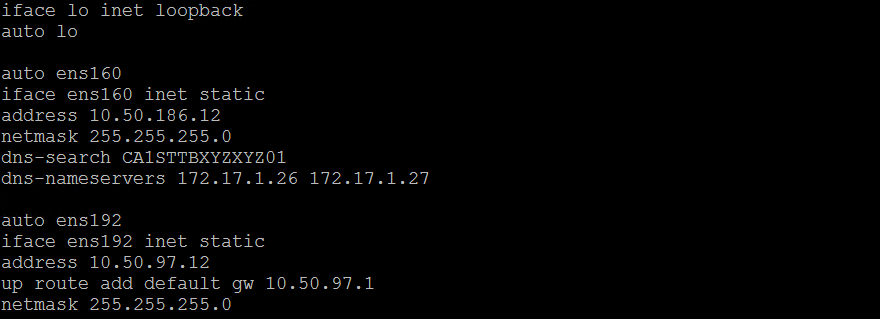 iface lo inet loopback
auto lo
auto ens160
iface ens160 inet static
address 10.50.186.12
netmask 255.255.255.0
dns-search CA1STTBXYZXYZ01
dns-nameservers 172.17.1.26 172.17.1.27
auto ens192
iface ens192 inet static
address 10.50.97.12
up route add default gw 10.50.97.1
netmask 255.255.255.0